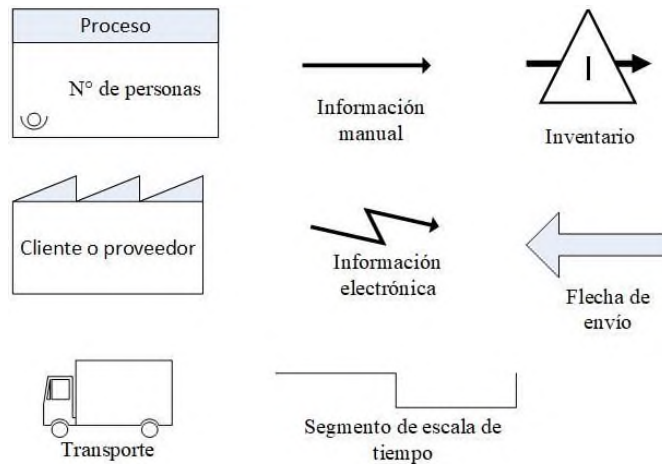 Proceso
N° de personas
Información
manual
I
Inventario
Cliente o proveedor
Información
electrónica
Flecha de
envío
Transporte
Segmento de escala de
tiempo